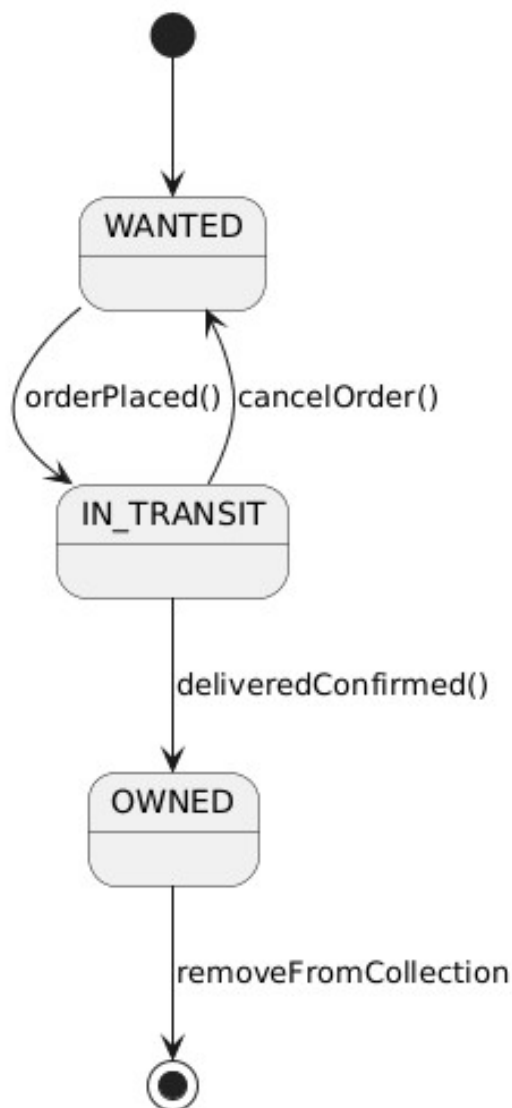 WANTED
orderPlaced() cancelOrder()
IN_TRANSIT
deliveredConfirmed()
OWNED
removeFromCollection